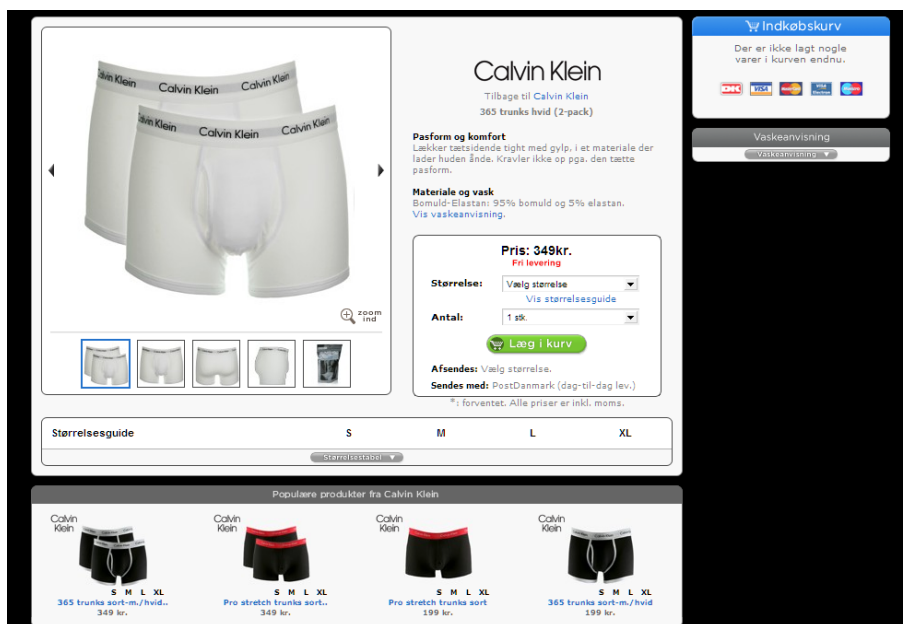 Calvin Klein
Calvin Klein
Calvin Klein
Calvin Klein
Calvin Klein
Calvin Klein
zoom
ind
Calvin Klein
Tilbage til Calvin Klein
365 trunks hvid (2-pack)
Pasform og komfort
Lækker tætsidende tight med gylp, i et materiale der
lader huden ånde. Kravler ikke op pga. den tætte
pasform.
Materiale og vask
Bomuld-Elastan: 95% bomuld og 5% elastan.
Vis vaskeanvisning.
Pris: 349kr.
Fri levering
Størrelse: Vælg størrelse
Vis størrelsesguide
Antal: 1 stk.
Læg i kurv
Afsendes: Vælg størrelse.
Sendes med: PostDanmark (dag-til-dag lev.)
*: forventet. Alle priser er inkl. moms.
Indkøbskurv
Der er ikke lagt nogle
varer i kurven endnu.
VISA
Vaskeanvisning
Vaskeanvisning
Størrelsesguide S M L XL
Størrelsestabel
Populære produkter fra Calvin Klein
Calvin
Klein
S M L XL
365 trunks sort-m./hvid..
349 kr.
Calvin
Klein
S M L XL
Pro stretch trunks sort..
349 kr.
Calvin
Klein
S M L XL
Pro stretch trunks sort
199 kr.
Calvin
Klein
S M L XL
365 trunks sort-m./hvid
199 kr.